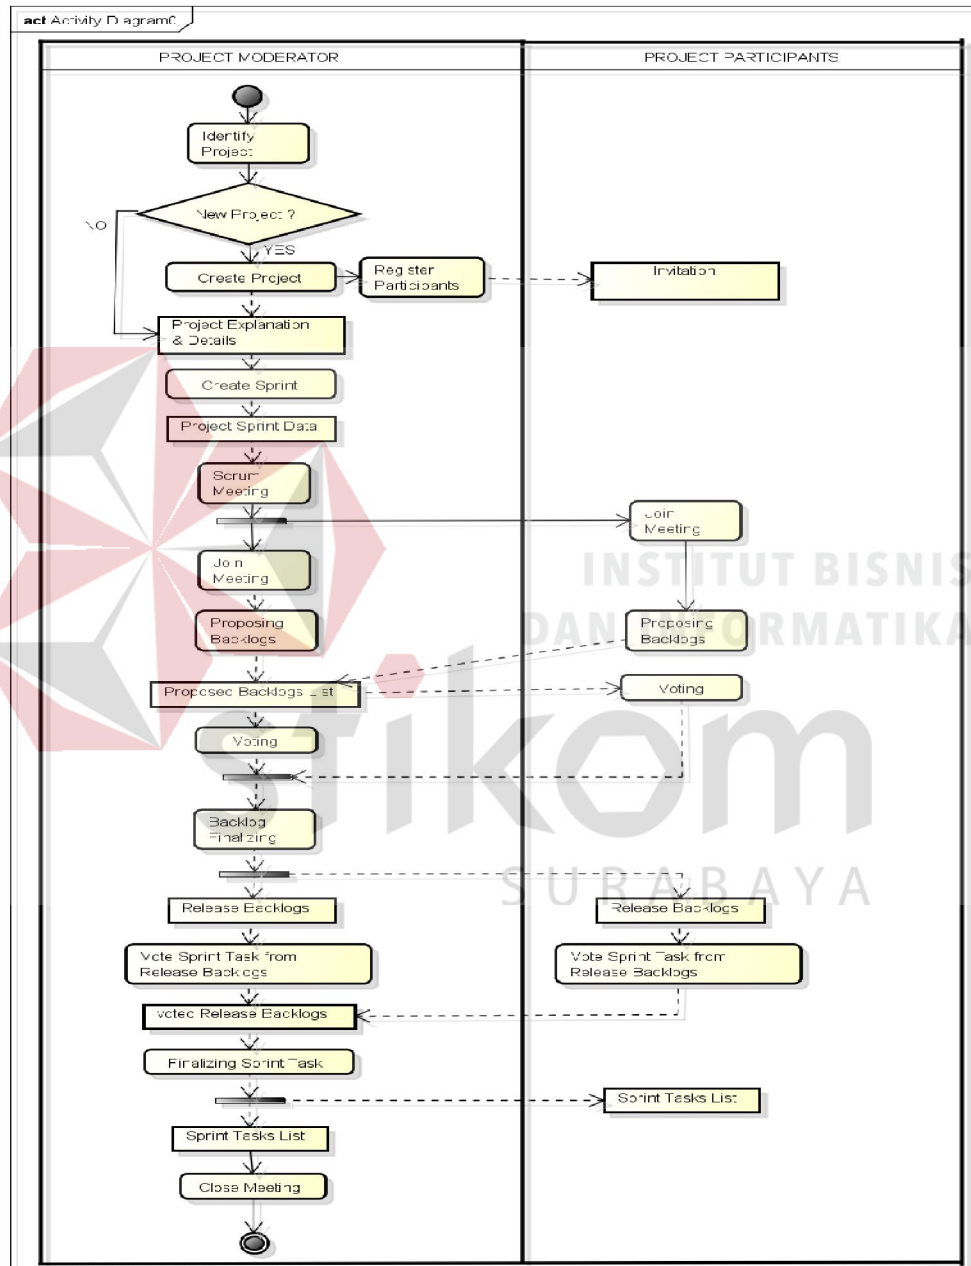 act Activity Diagram0
PROJECT MODERATOR
PROJECT PARTICIPANTS
Identify
Project
New Project ?
NO
YES
Create Project
Register
Participants
Invitation
Project Explanation
& Details
Create Sprint
Project Sprint Data
Scrum
Meeting
Join
Meeting
Join
Meeting
INSTITUT BISNIS
DAN INFORMATIKA
Proposing
Backlogs
Proposing
Backlogs
Proposed Backlogs List
Voting
Voting
stikom
SURABAYA
Backlog
Finalizing
Release Backlogs
Release Backlogs
Vote Sprint Task from
Release Backlogs
Vote Sprint Task from
Release Backlogs
voted Release Backlogs
Finalizing Sprint Task
Sprint Tasks List
Sprint Tasks List
Close Meeting